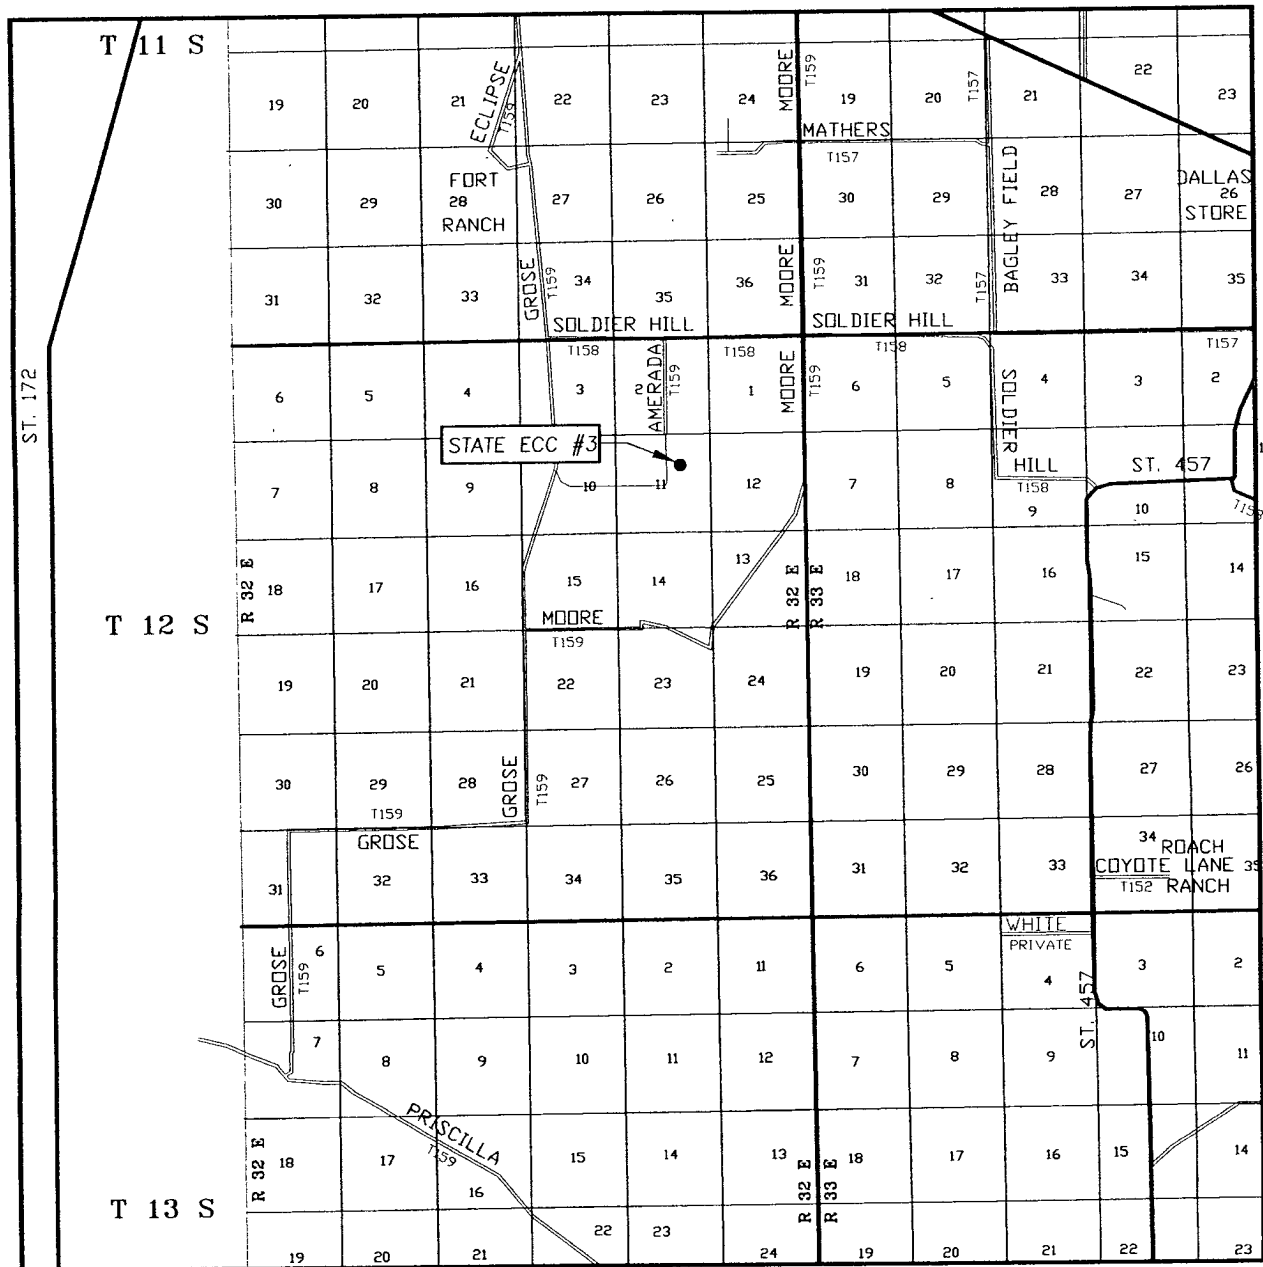 T 11 S
19 20 21 22 23 24 19 20 21 22 23
ECLIPSE
T159
MOORE
T159
T157
MATHERS
T157
FORT
RANCH
BAGLEY FIELD
DALLAS
STORE
30 29 28 27 26 25 30 29 28 27 26
GROSE
T159
MOORE
T159
T157
31 32 33 34 35 36 31 32 33 34 35
SOLDIER HILL
SOLDIER HILL
T158 T158 T158 T157
ST. 172
AMERADA
T159
MOORE
T159
SOLDIER
6 5 4 3 2 1 6 5 4 3 2
STATE ECC #3
HILL
T158
ST. 457
1
T158
7 8 9 10 11 12 7 8 9 10
R 32 E
R 32 E
R 33 E
18 17 16 15 14 13 18 17 16 15 14
T 12 S
MOORE
T159
19 20 21 22 23 24 19 20 21 22 23
30 29 28 27 26 25 30 29 28 27 26
GROSE
T159
T159
GROSE
31 32 33 34 35 36 31 32 33 34 35
ROACH
COYOTE LANE
T152 RANCH
WHITE
PRIVATE
GROSE
T159
6 5 4 3 2 11 6 5 4 3 2
ST. 457
7 8 9 10 11 12 7 8 9 10 11
PRISCILLA
T159
R 32 E
R 32 E
R 33 E
18 17 16 15 14 13 18 17 16 15 14
T 13 S
19 20 21 22 23 24 19 20 21 22 23